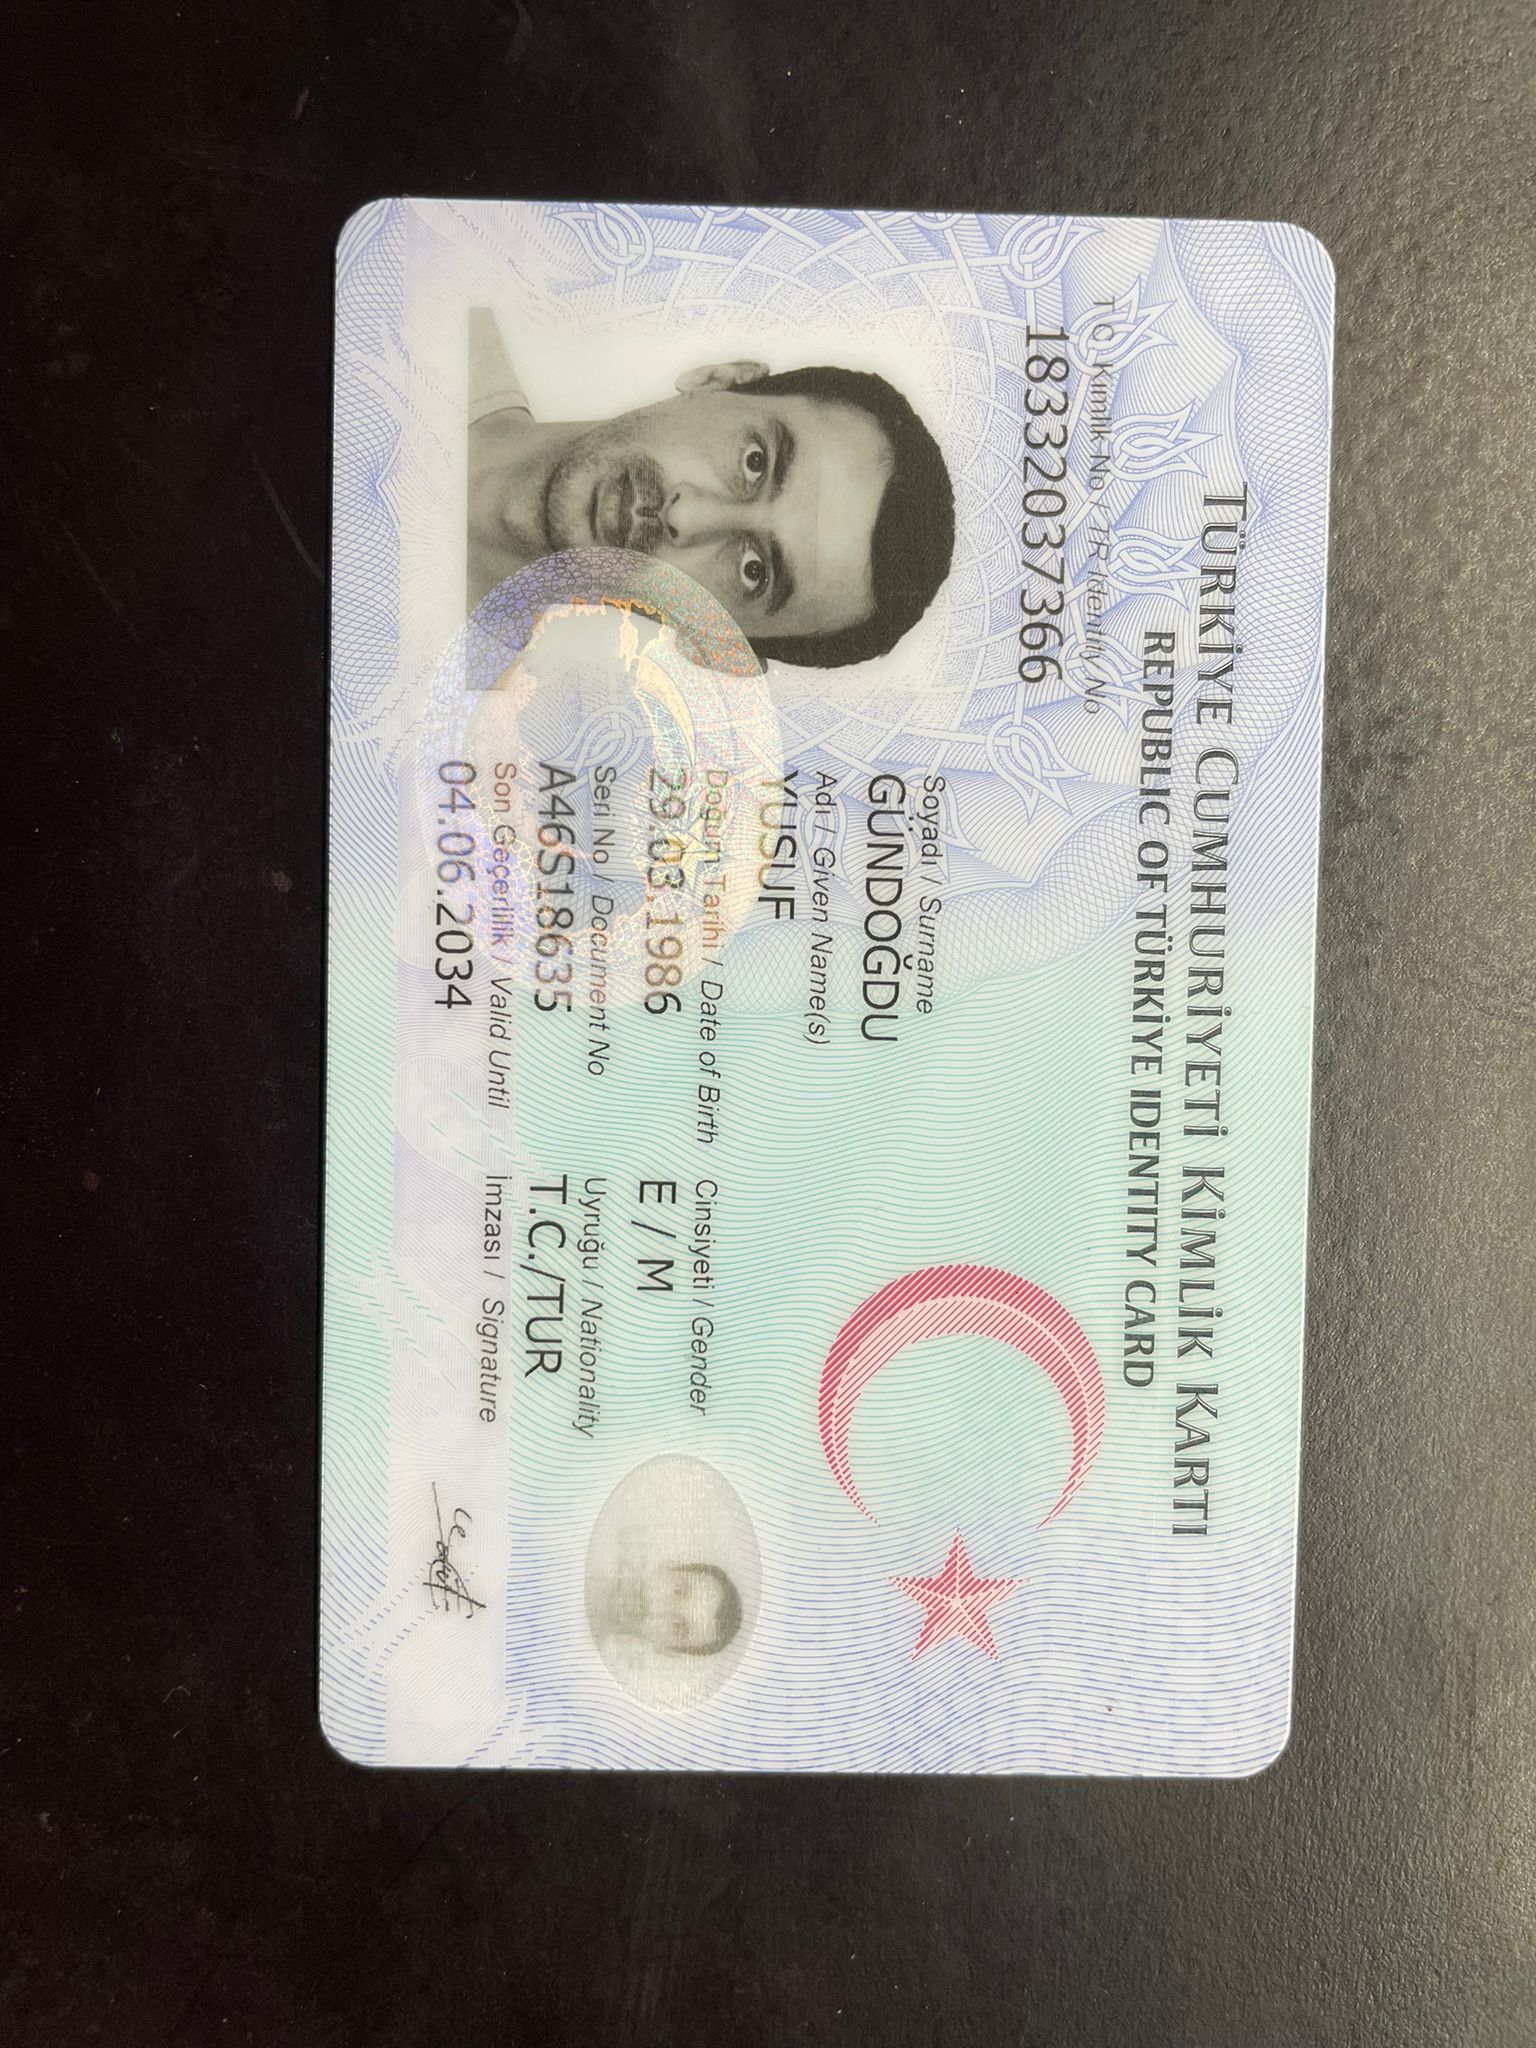 TÜRKİYE CUMHURİYETİ KİMLİK KARTI
REPUBLIC OF TÜRKİYE IDENTITY CARD
T.C. Kimlik No / TR Identity No
18332037366
Soyadı / Surname
GÜNDOĞDU
Adı / Given Name(s)
YUSUF
Doğum Tarihi / Date of Birth
29.03.1986
Cinsiyeti / Gender
E / M
Seri No / Document No
A46S18635
Uyruğu / Nationality
T.C./TUR
Son Geçerlilik / Valid Until
04.06.2034
İmzası / Signature